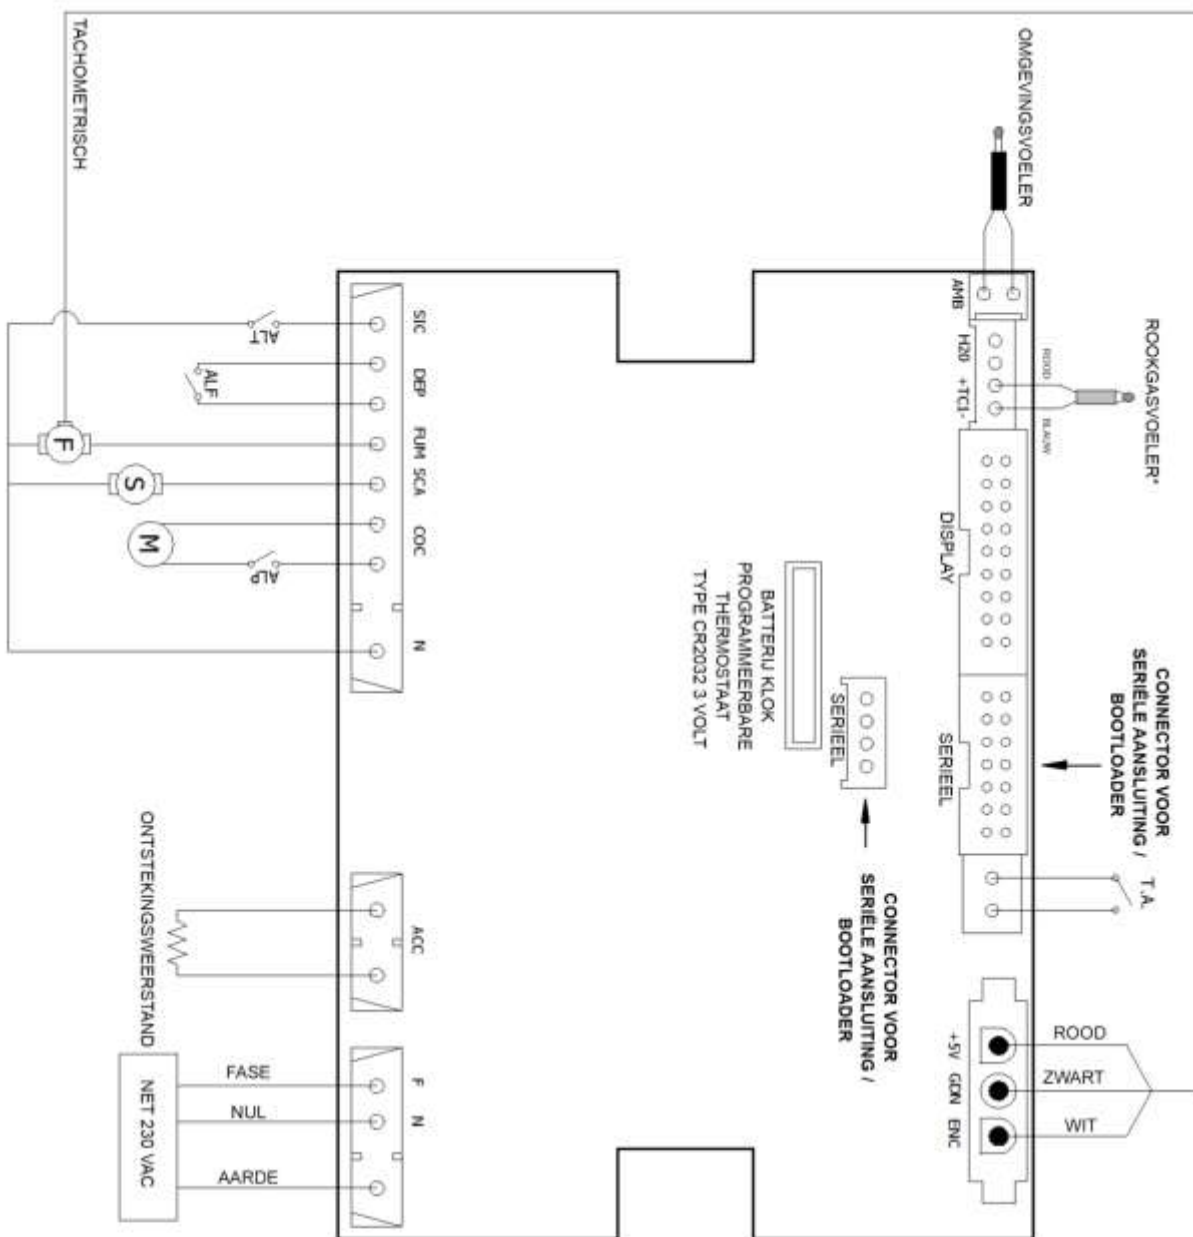 TACHOMETRISCH
OMGEVINGSVOELER
AMB
H20
+TC1-
ROOD
BLAUW
ROOKGASVOELER*
SIC
ALT
DEP
ALF
FUM
F
SCA
S
COC
M
ALP
N
DISPLAY
BATTERIJ KLOK
PROGRAMMEERBARE
THERMOSTAAT
TYPE CR2032 3 VOLT
SERIEEL
CONNECTOR VOOR
SERIËLE AANSLUITING /
BOOTLOADER
SERIEEL
CONNECTOR VOOR
SERIËLE AANSLUITING /
BOOTLOADER
T.A.
ONTSTEKINGSWEERSTAND
ACC
NET 230 VAC
FASE
NUL
AARDE
F
N
+5V
GDN
ENC
ROOD
ZWART
WIT